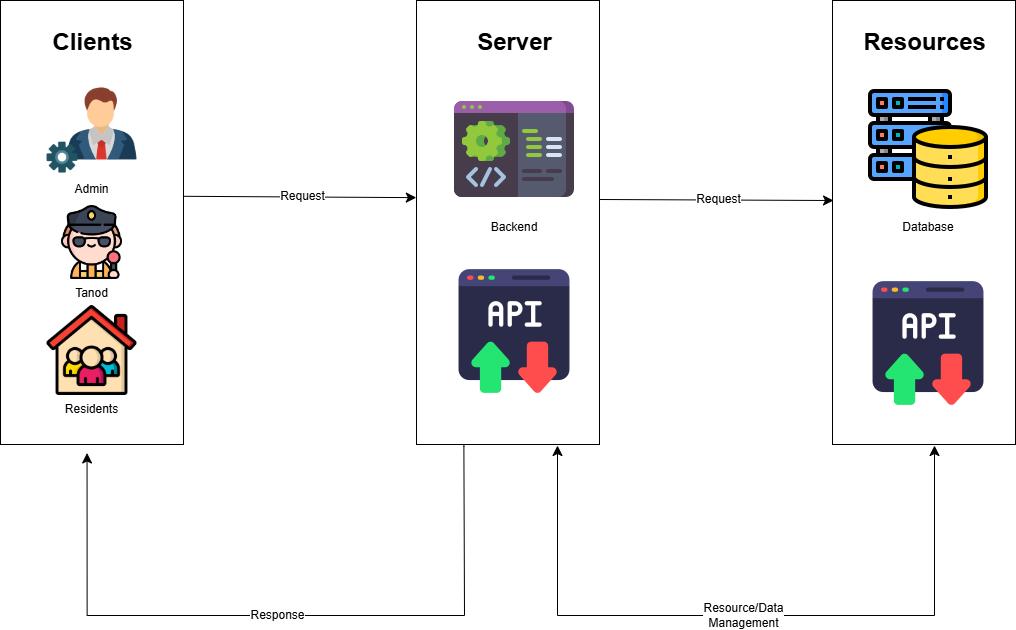 Clients
Server
Resources
Admin
Tanod
Residents
Request
Backend
API
Request
Database
API
Response
Resource/Data
Management